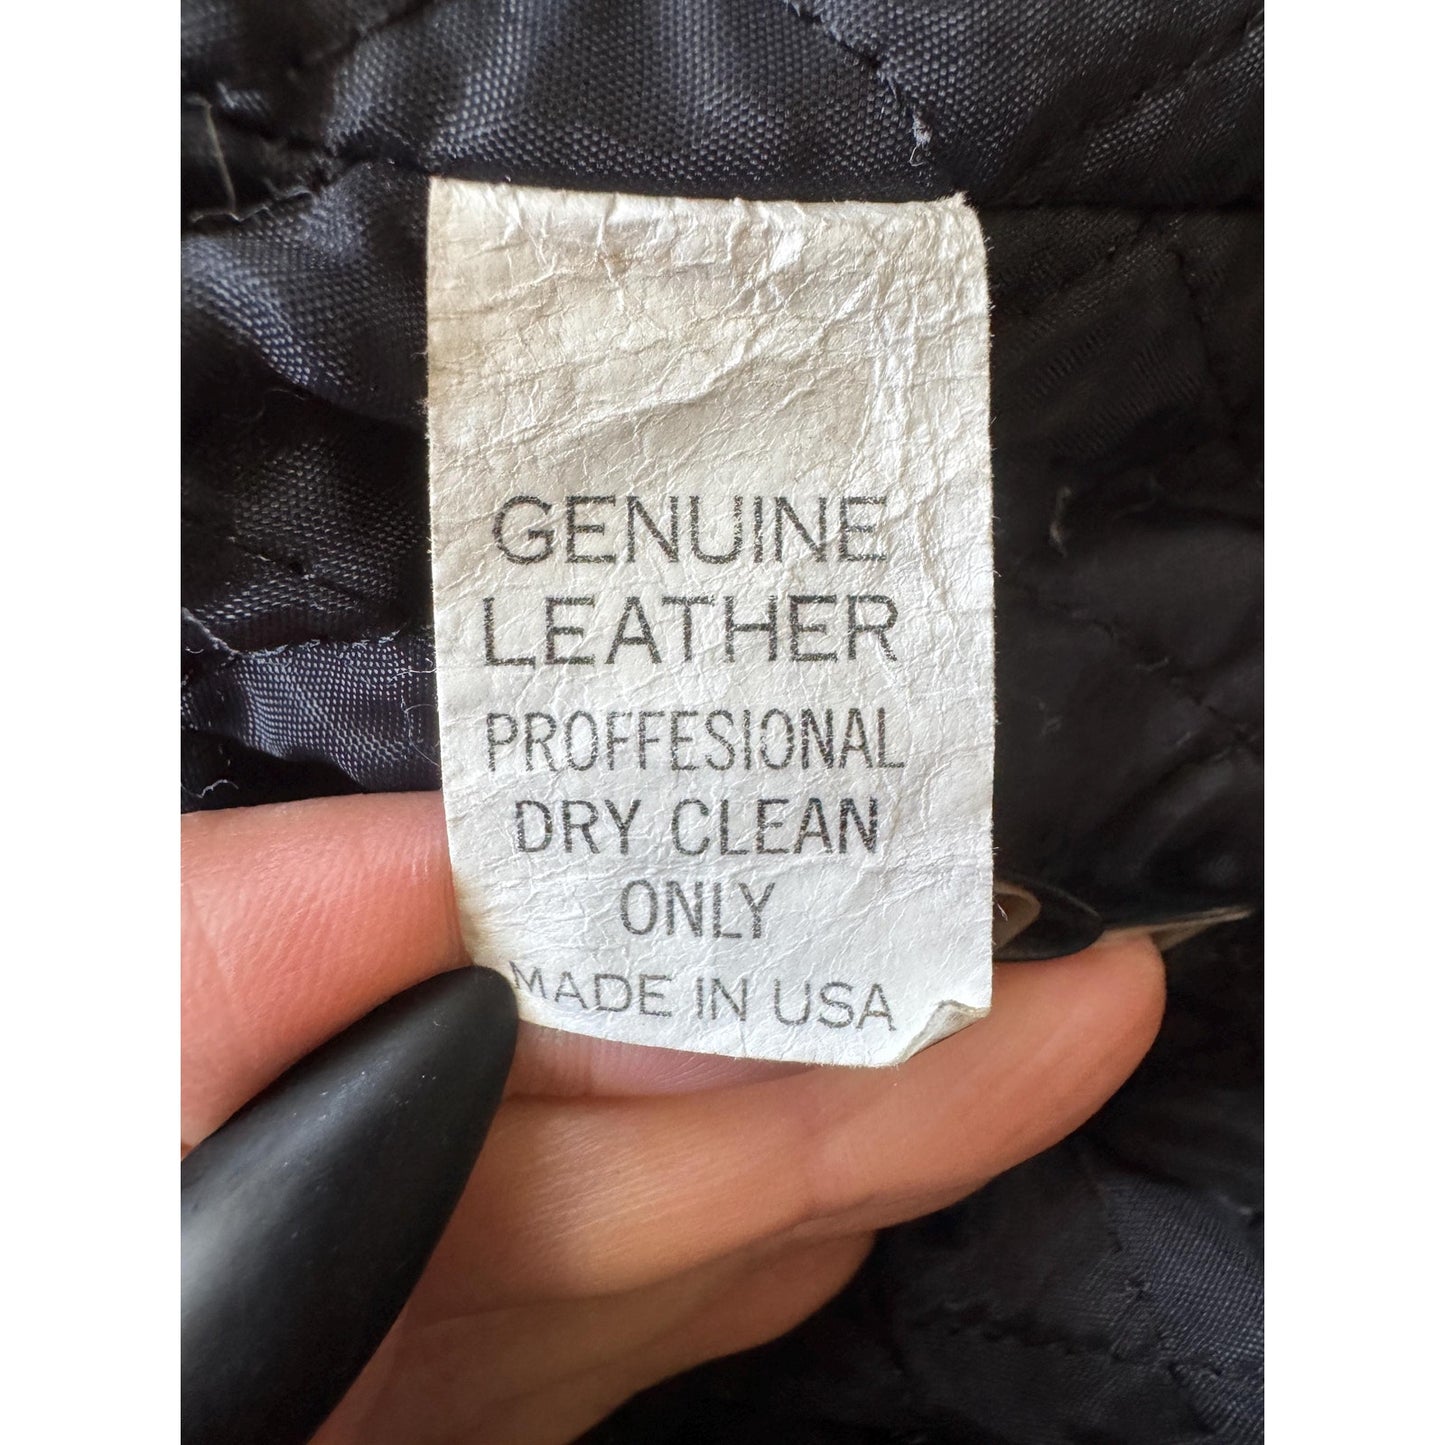 GENUINE
LEATHER
PROFFESIONAL
DRY CLEAN
ONLY
MADE IN USA